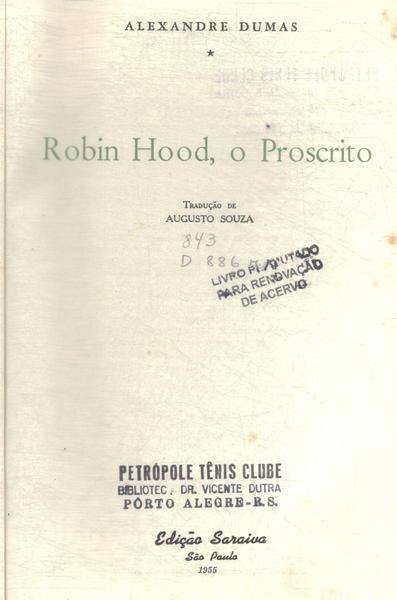 ALEXANDRE DUMAS
*
Robin Hood, o Proscrito
TRADUÇÃO DE
AUGUSTO SOUZA
843
D 886
LIVRO PERMUTADO
PARA RENOVAÇÃO
DE ACERVO
PETRÓPOLE TÊNIS CLUBE
BIBLIOTEC, DR. VICENTE DUTRA
PÔRTO ALEGRE-R.S.
Edição Saraiva
São Paulo
1955